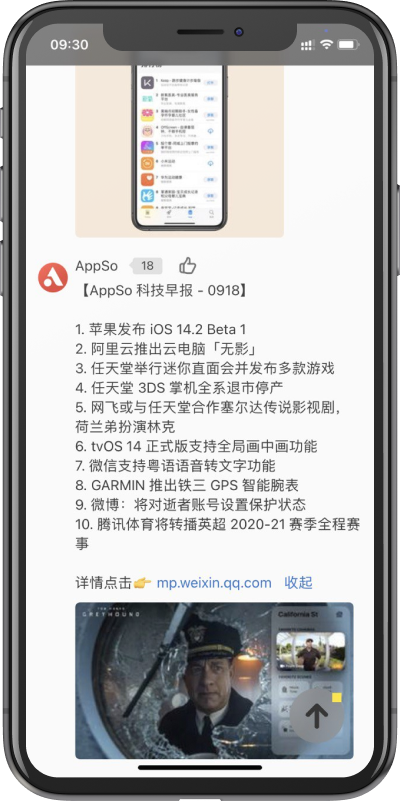 09:30
AppSo 18
【AppSo 科技早报 - 0918】
1. 苹果发布 iOS 14.2 Beta 1
2. 阿里云推出云电脑「无影」
3. 任天堂举行迷你直面会并发布多款游戏
4. 任天堂 3DS 掌机全系退市停产
5. 网飞或与任天堂合作塞尔达传说影视剧，
荷兰弟扮演林克
6. tvOS 14 正式版支持全局画中画功能
7. 微信支持粤语语音转文字功能
8. GARMIN 推出铁三 GPS 智能腕表
9. 微博：将对逝者账号设置保护状态
10. 腾讯体育将转播英超 2020-21 赛季全程赛
事
详情点击👉 mp.weixin.qq.com 收起
GREYHOUND
California St